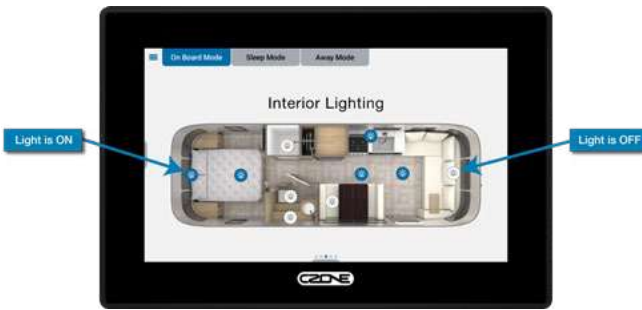 On Board Mode
Sleep Mode
Away Mode
Interior Lighting
Light is ON
Light is OFF
CZONE